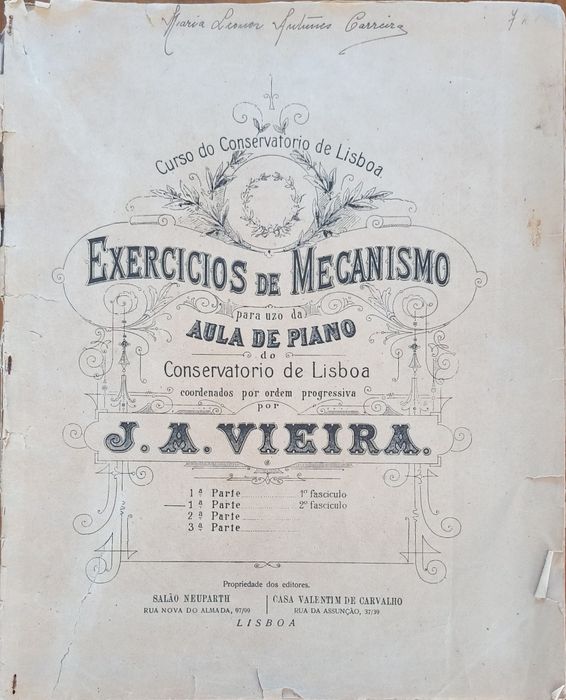 Maria Leonor Antunes Carreira
Curso do Conservatorio de Lisboa.
EXERCICIOS DE MECANISMO
para uzo da
AULA DE PIANO
do
Conservatorio de Lisboa
coordenados por ordem progressiva
por
J. A. VIEIRA.
1ª Parte 1º fasciculo
1ª Parte 2º fasciculo
2ª Parte
3ª Parte
Propriedade dos editores.
SALÃO NEUPARTH
RUA NOVA DO ALMADA, 97/99
CASA VALENTIM DE CARVALHO
RUA DA ASSUNÇÃO, 37/39
LISBOA